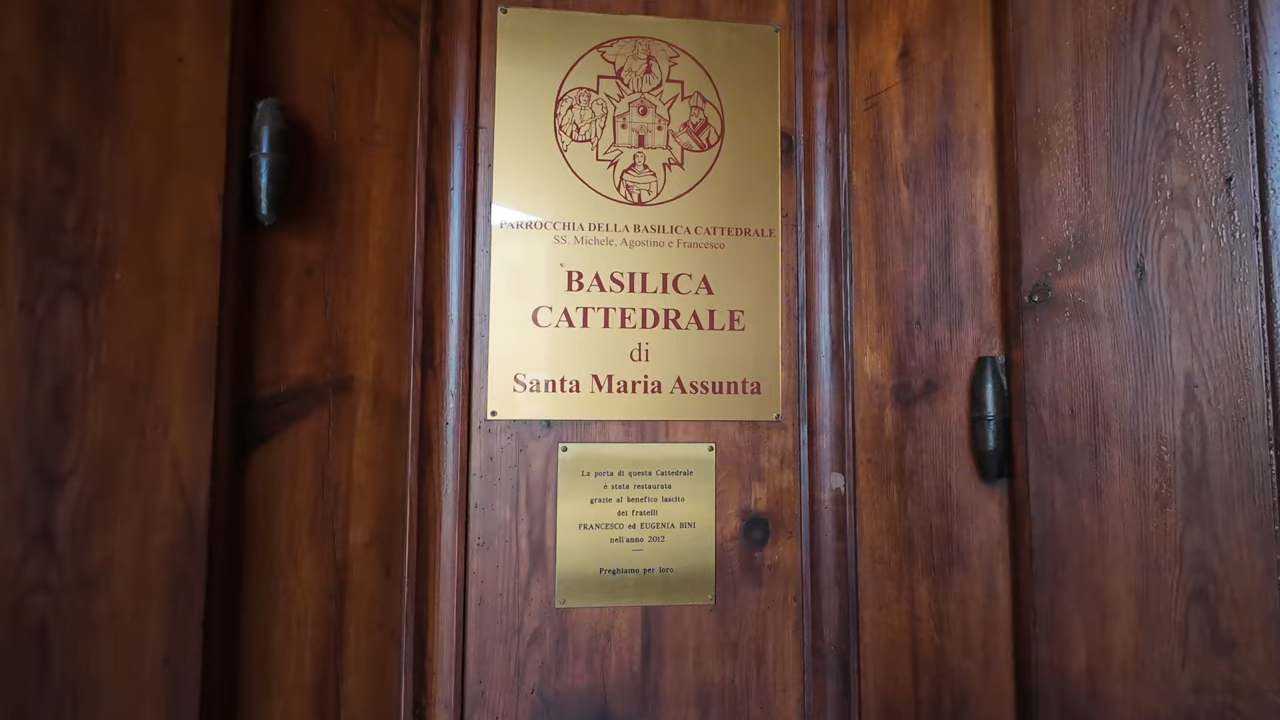 PARROCCHIA DELLA BASILICA CATTEDRALE
SS. Michele, Agostino e Francesco
BASILICA
CATTEDRALE
di
Santa Maria Assunta
La porta di questa Cattedrale
è stata restaurata
grazie al benefico lascito
dei fratelli
FRANCESCO ed EUGENIA BINI
nell'anno 2012
Preghiamo per loro